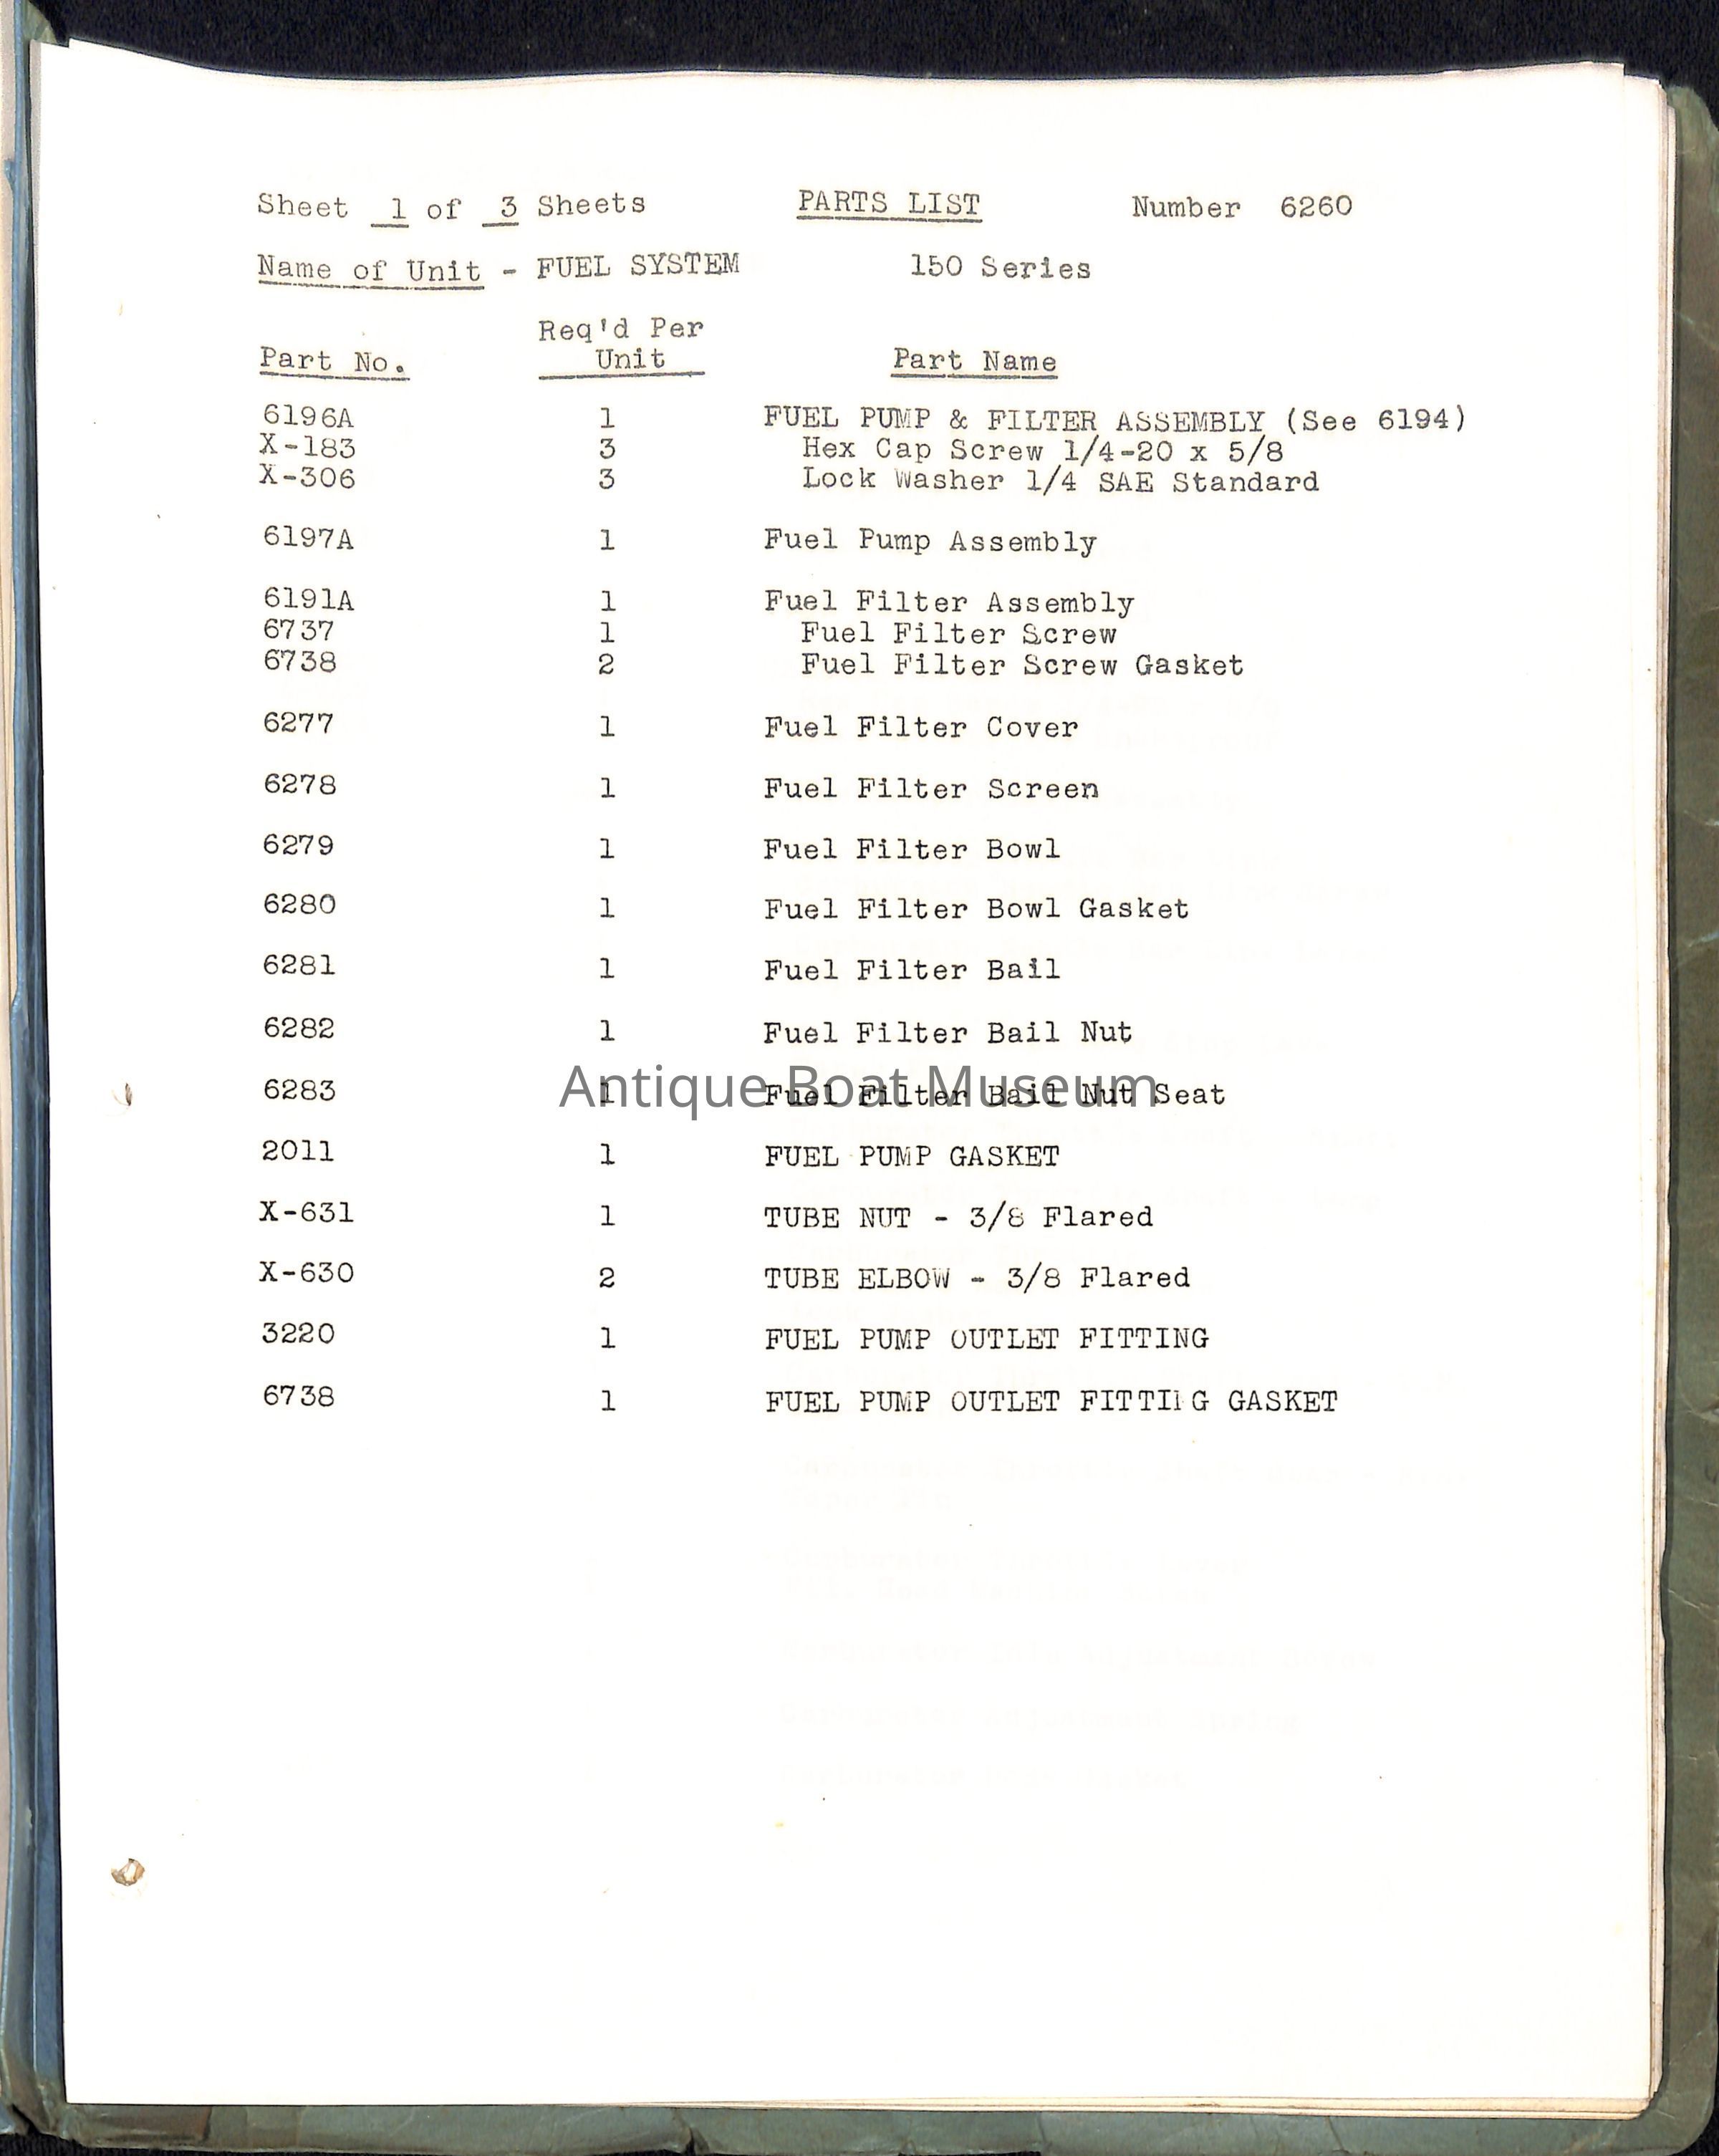 Sheet 1 of 3 Sheets PARTS LIST Number 6260
Name of Unit - FUEL SYSTEM 150 Series
Req'd Per
Part No. Unit Part Name
6196A 1 FUEL PUMP & FILTER ASSEMBLY (See 6194)
X-183 3 Hex Cap Screw 1/4-20 x 5/8
X-306 3 Lock Washer 1/4 SAE Standard
6197A 1 Fuel Pump Assembly
6191A 1 Fuel Filter Assembly
6737 1 Fuel Filter Screw
6738 2 Fuel Filter Screw Gasket
6277 1 Fuel Filter Cover
6278 1 Fuel Filter Screen
6279 1 Fuel Filter Bowl
6280 1 Fuel Filter Bowl Gasket
6281 1 Fuel Filter Bail
6282 1 Fuel Filter Bail Nut
6283 1 Fuel Filter Bail Nut Seat
Antique Boat Museum
2011 1 FUEL PUMP GASKET
X-631 1 TUBE NUT - 3/8 Flared
X-630 2 TUBE ELBOW - 3/8 Flared
3220 1 FUEL PUMP OUTLET FITTING
6738 1 FUEL PUMP OUTLET FITTING GASKET